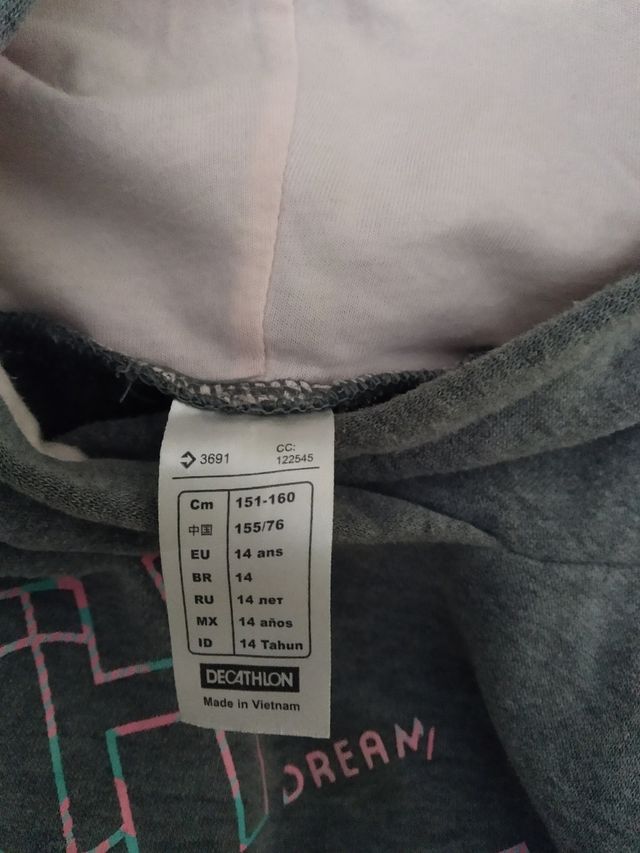 3691
CC:
122545
Cm 151-160
中国 155/76
EU 14 ans
BR 14
RU 14 лет
MX 14 años
ID 14 Tahun
DECATHLON
Made in Vietnam
DREAM